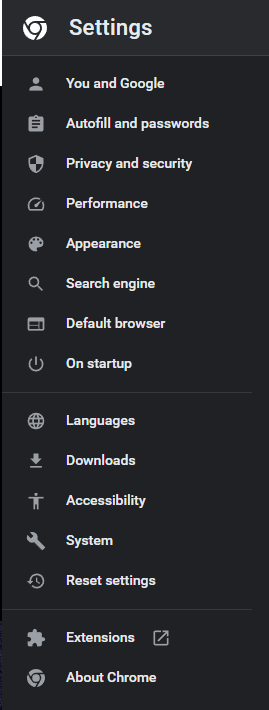 Settings
You and Google
Autofill and passwords
Privacy and security
Performance
Appearance
Search engine
Default browser
On startup
Languages
Downloads
Accessibility
System
Reset settings
Extensions
About Chrome